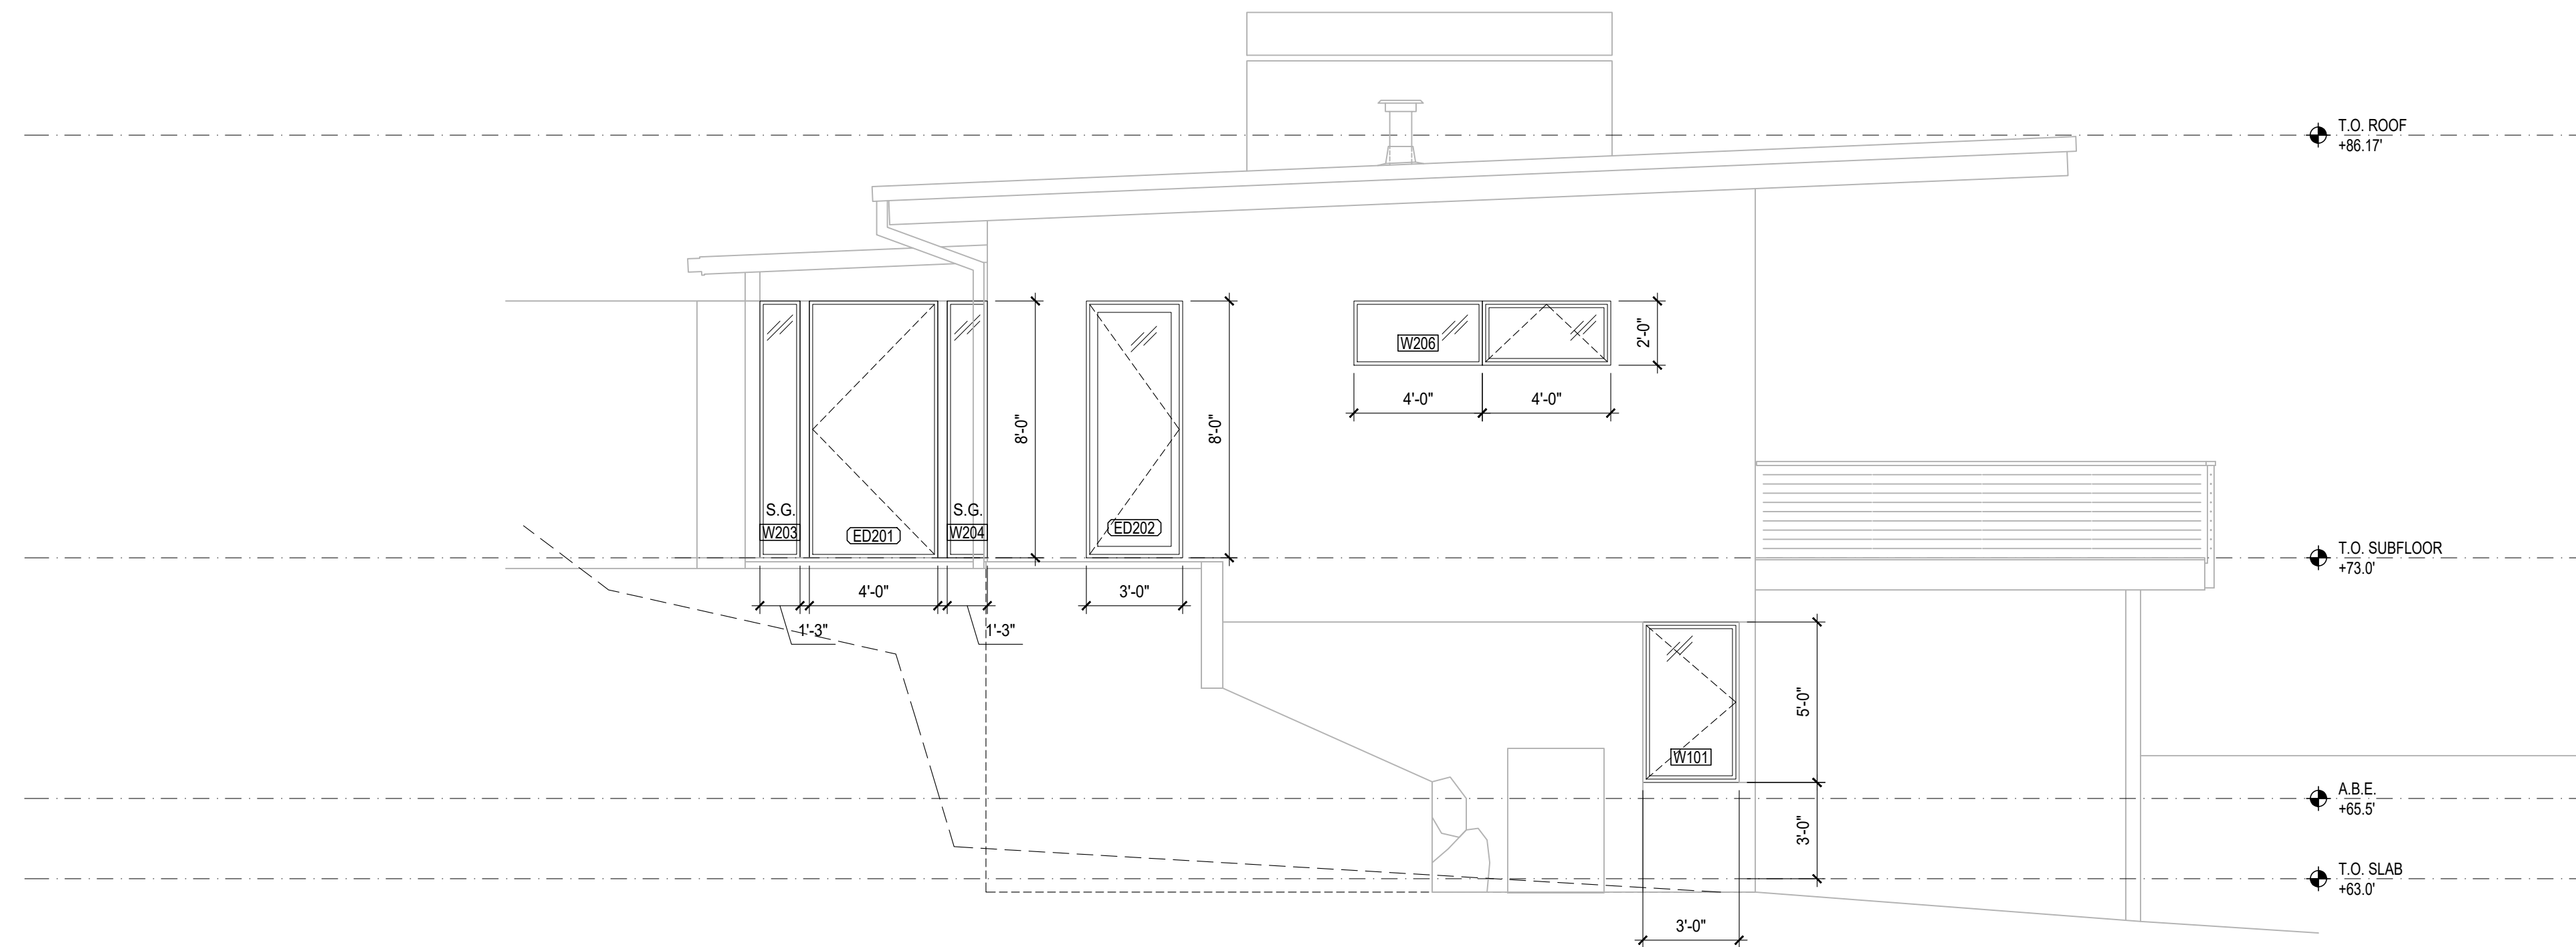 T.O. ROOF
+86.17'
2'-0"
W206
4'-0"
4'-0"
8'-0"
8'-0"
S.G.
S.G.
W203
ED201
W204
ED202
T.O. SUBFLOOR
+73.0'
4'-0"
3'-0"
1'-3"
1'-3"
5'-0"
W101
A.B.E.
+65.5'
3'-0"
T.O. SLAB
+63.0'
3'-0"